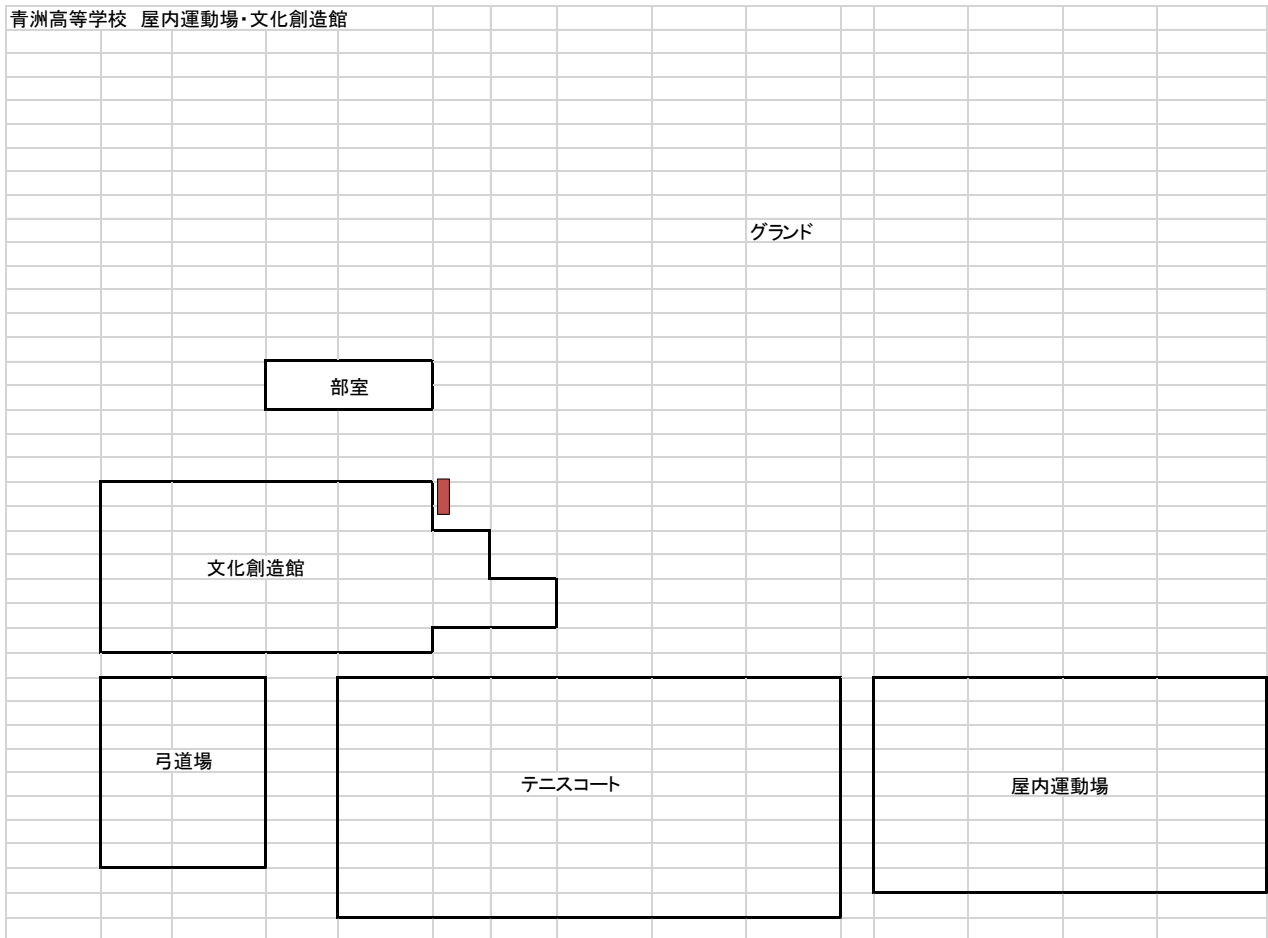 青洲高等学校　屋内運動場・文化創造館
グランド
部室
文化創造館
弓道場
テニスコート
屋内運動場